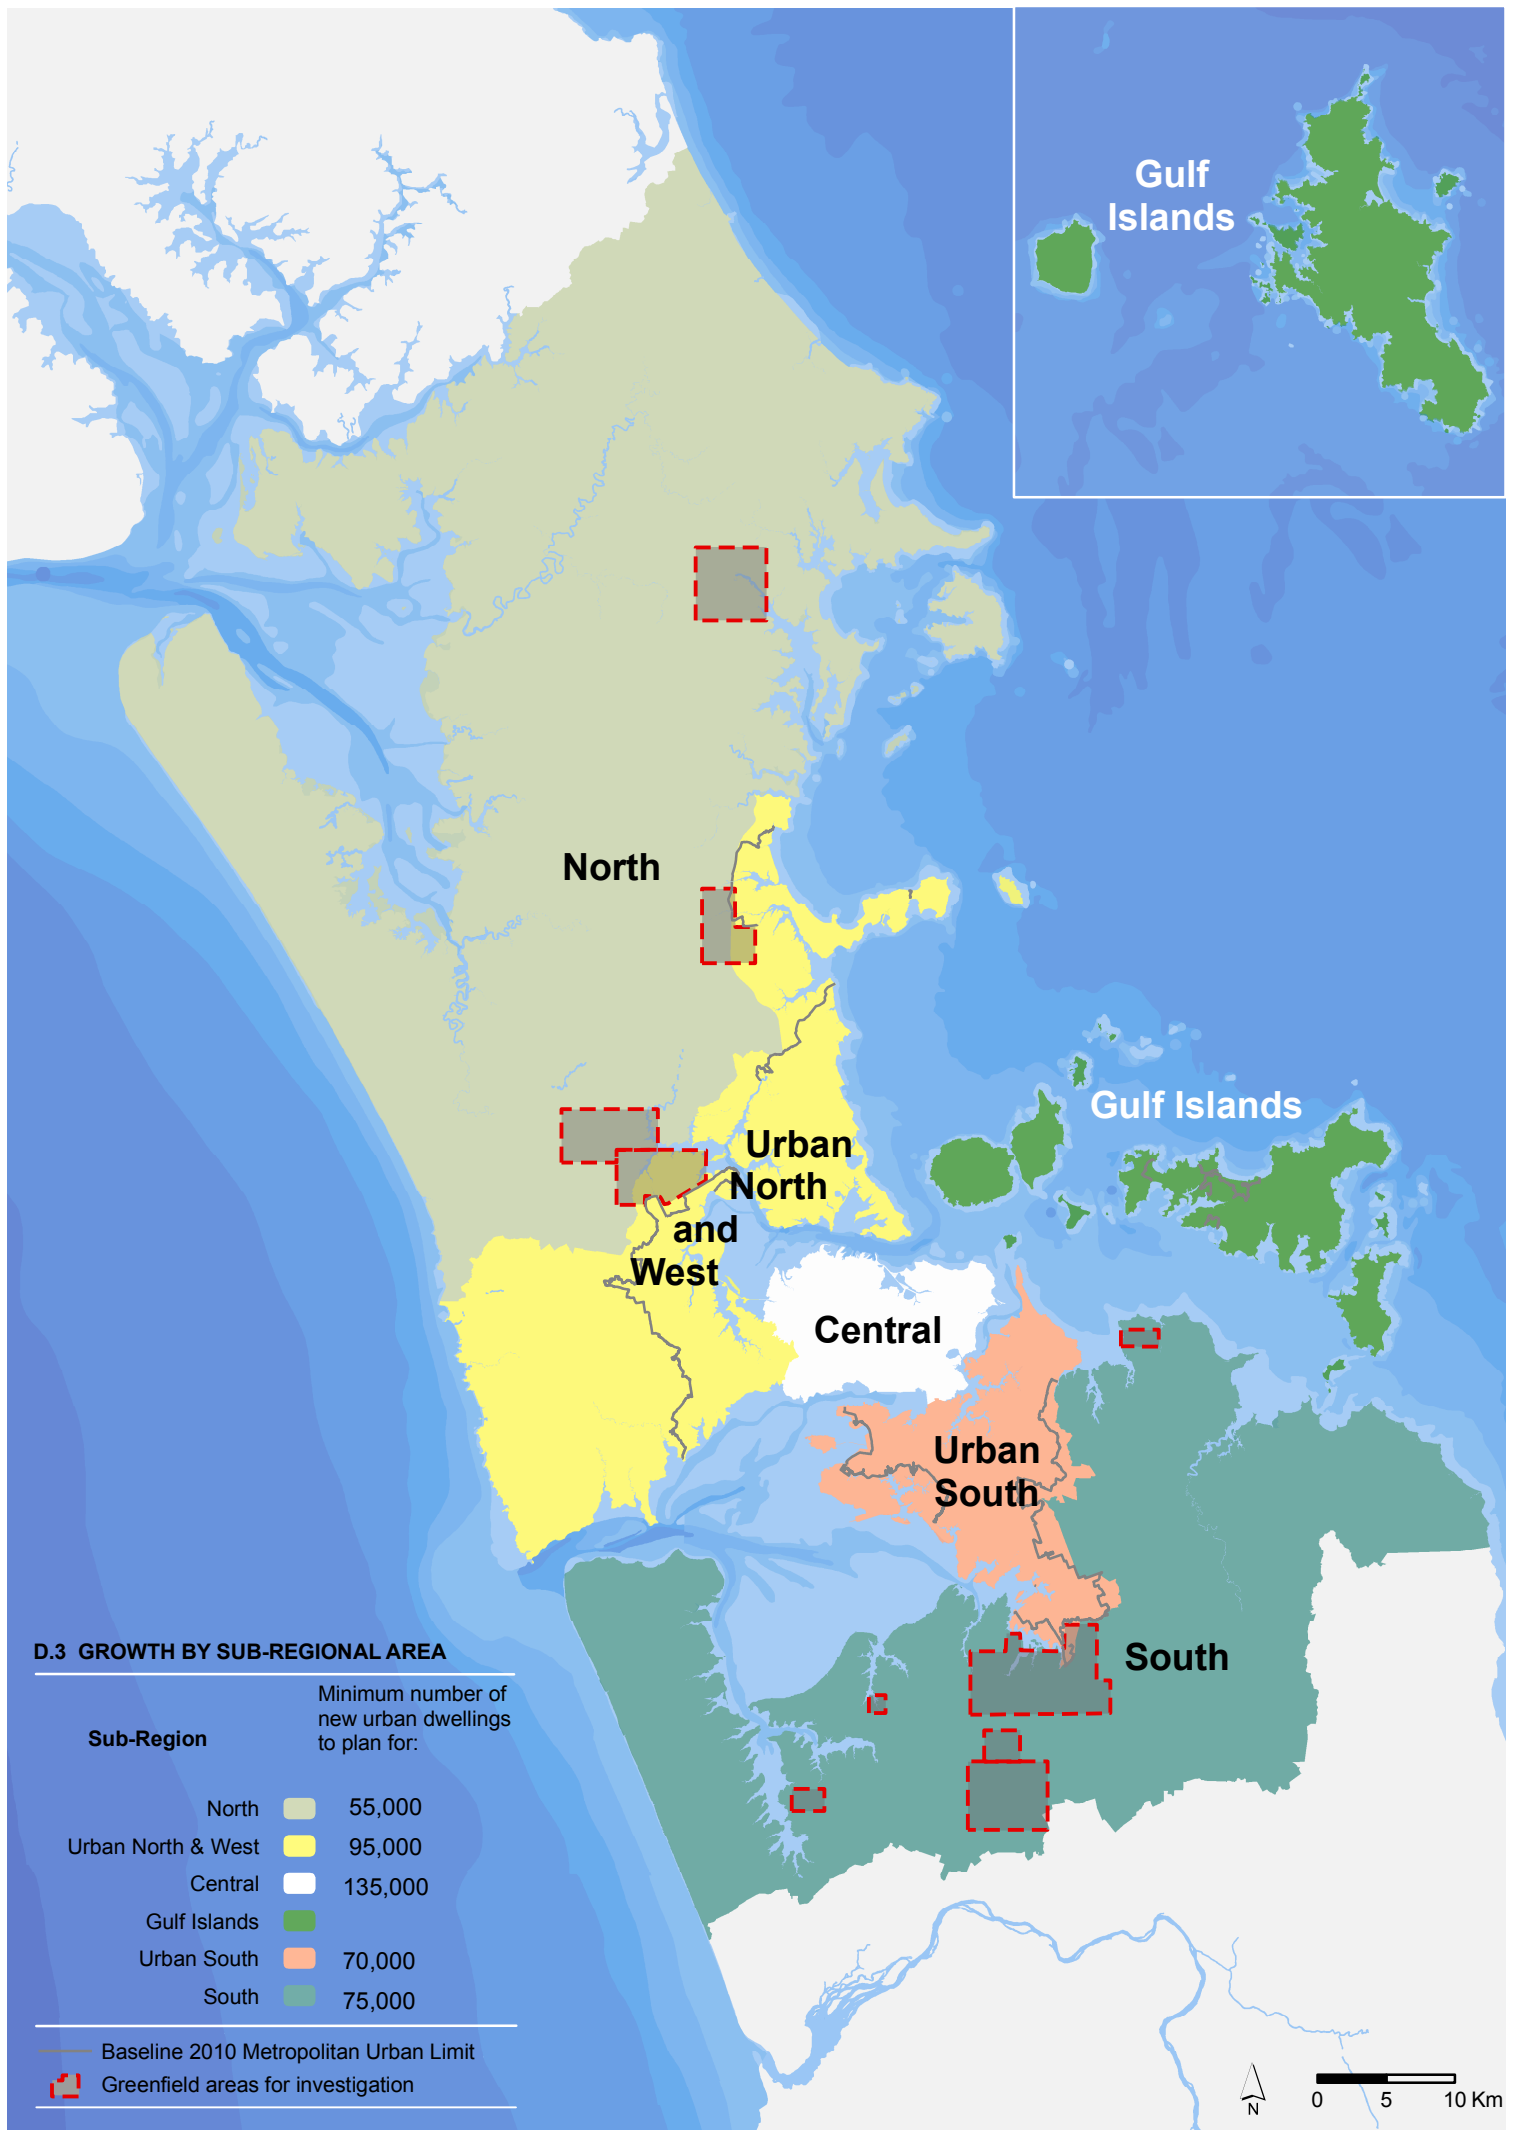 Gulf
Islands
North
Gulf Islands
Urban
North
and
West
Central
Urban
South
South
D.3 GROWTH BY SUB-REGIONAL AREA
Sub-Region
Minimum number of
new urban dwellings
to plan for:
North 55,000
Urban North & West 95,000
Central 135,000
Gulf Islands
Urban South 70,000
South 75,000
Baseline 2010 Metropolitan Urban Limit
Greenfield areas for investigation
N
0 5 10 Km